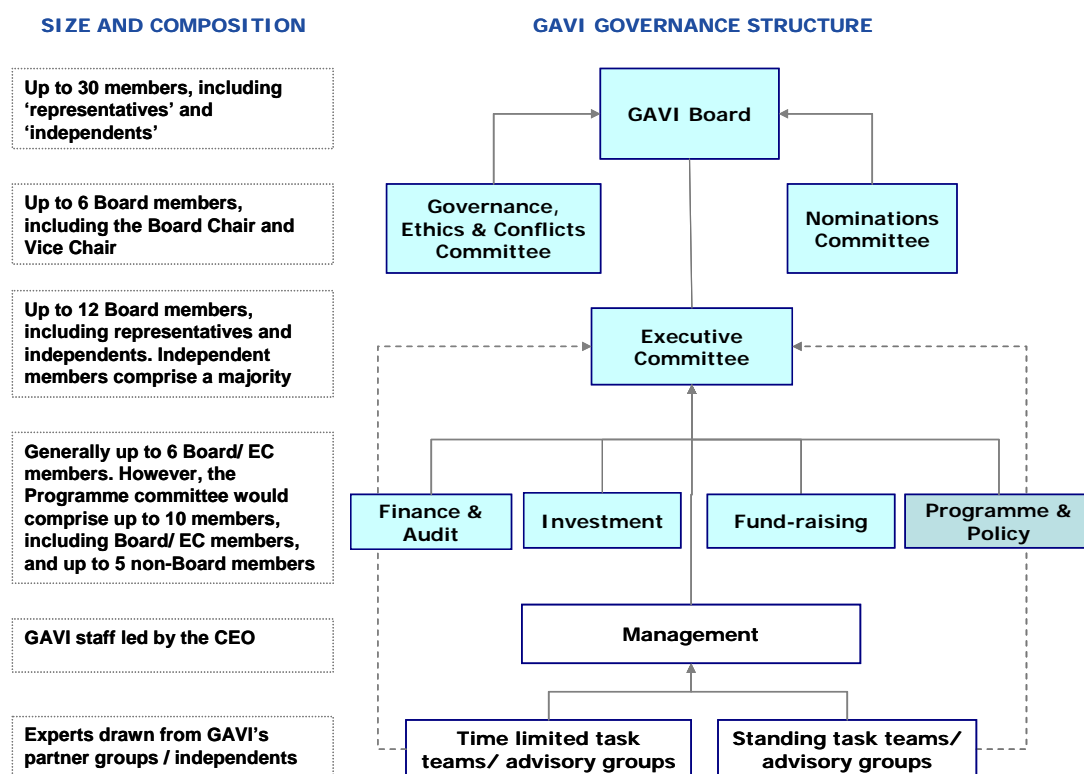 SIZE AND COMPOSITION
GAVI GOVERNANCE STRUCTURE
Up to 30 members, including
‘representatives’ and
‘independents’
GAVI Board
Up to 6 Board members,
including the Board Chair and
Vice Chair
Governance,
Ethics & Conflicts
Committee
Nominations
Committee
Up to 12 Board members,
including representatives and
independents. Independent
members comprise a majority
Executive
Committee
Generally up to 6 Board/ EC
members. However, the
Programme committee would
comprise up to 10 members,
including Board/ EC members,
and up to 5 non-Board members
Finance &
Audit
Investment
Fund-raising
Programme &
Policy
GAVI staff led by the CEO
Management
Experts drawn from GAVI’s
partner groups / independents
Time limited task
teams/ advisory groups
Standing task teams/
advisory groups